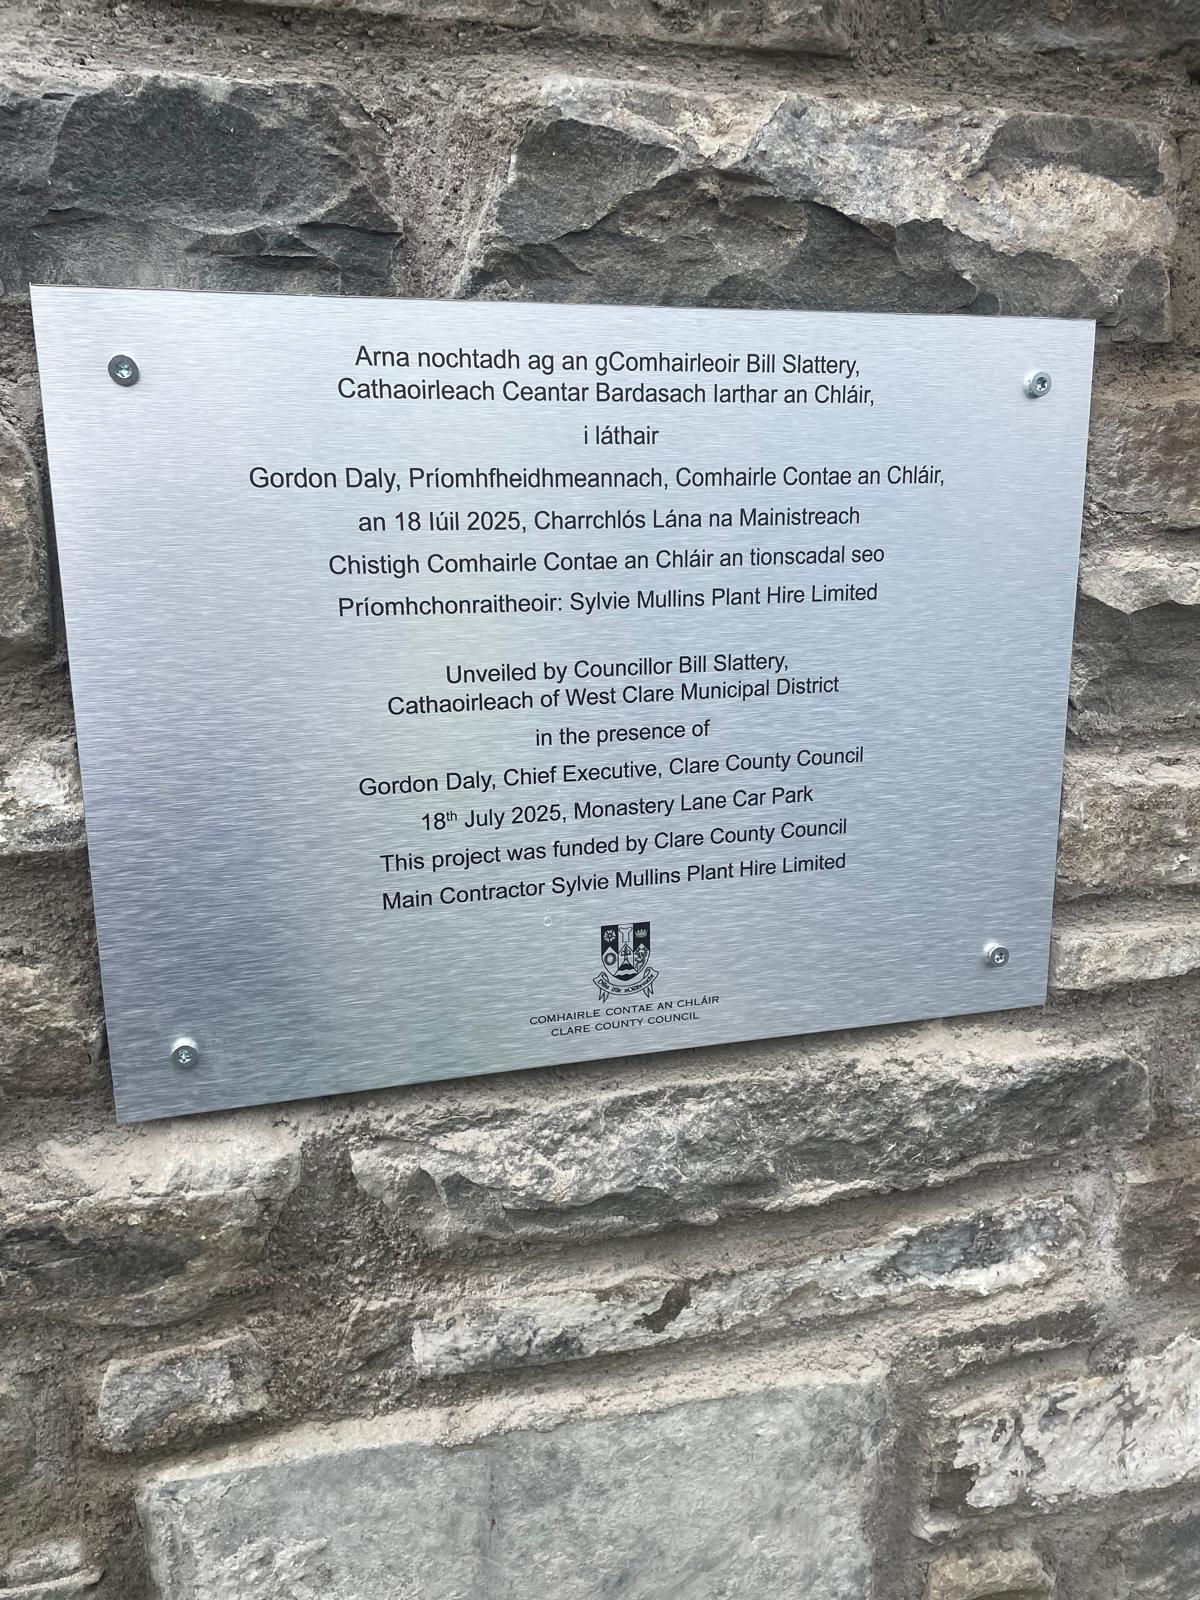 Arna nochtadh ag an gComhairleoir Bill Slattery,
Cathaoirleach Ceantar Bardasach Iarthar an Chláir,
i láthair
Gordon Daly, Príomhfheidhmeannach, Comhairle Contae an Chláir,
an 18 Iúil 2025, Charrchlós Lána na Mainistreach
Chistigh Comhairle Contae an Chláir an tionscadal seo
Príomhchonraitheoir: Sylvie Mullins Plant Hire Limited
Unveiled by Councillor Bill Slattery,
Cathaoirleach of West Clare Municipal District
in the presence of
Gordon Daly, Chief Executive, Clare County Council
18th July 2025, Monastery Lane Car Park
This project was funded by Clare County Council
Main Contractor Sylvie Mullins Plant Hire Limited
COMHAIRLE CONTAE AN CHLÁIR
CLARE COUNTY COUNCIL